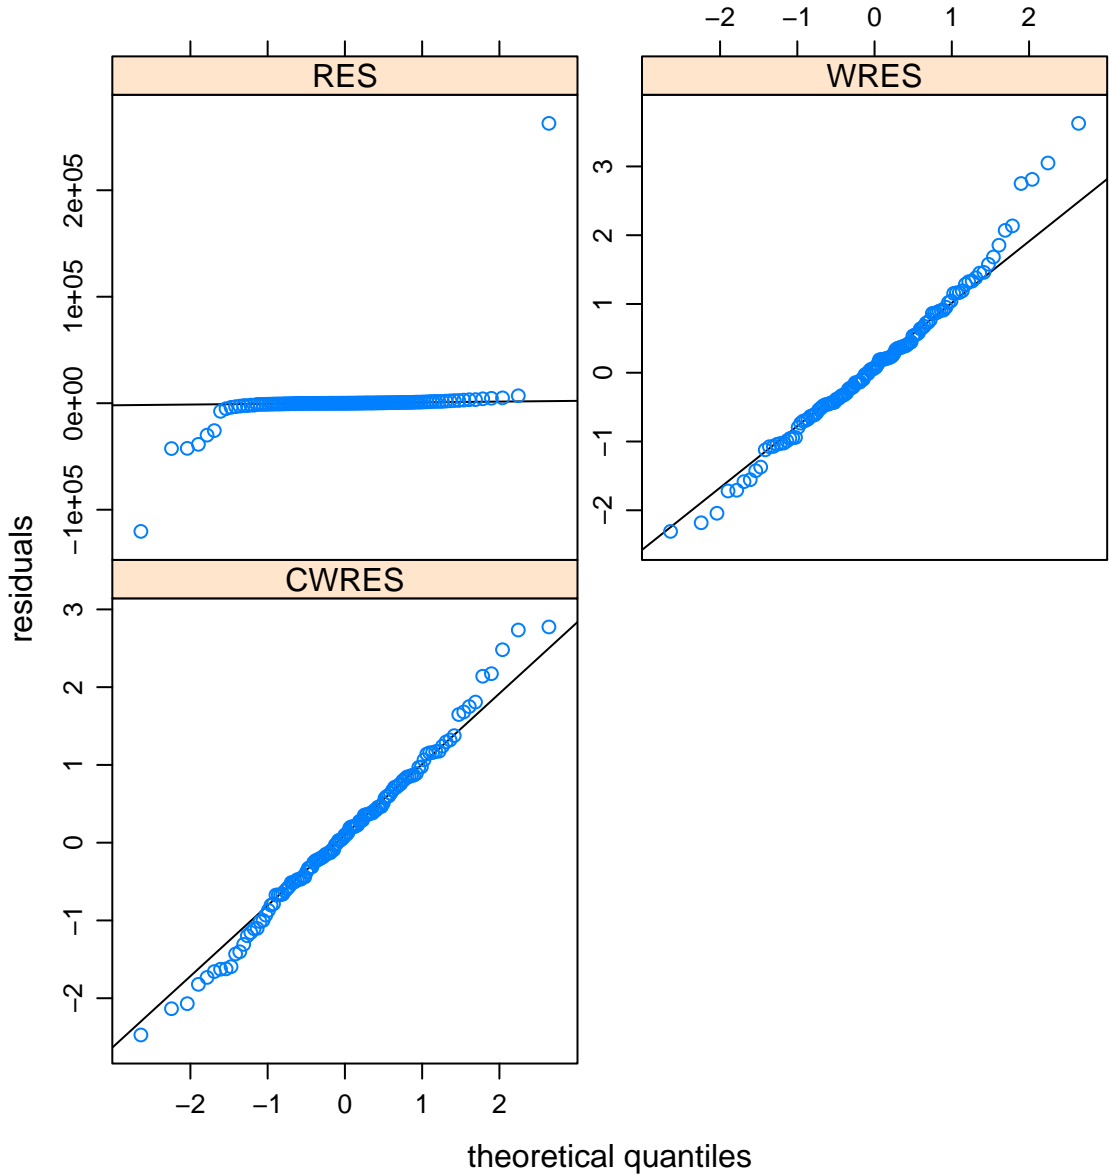 −2 −1 0 1 2
RES
WRES
2e+05
1e+05
0e+00
−1e+05
3
2
1
0
−1
−2
CWRES
3
2
1
0
−1
−2
−2 −1 0 1 2
residuals
theoretical quantiles